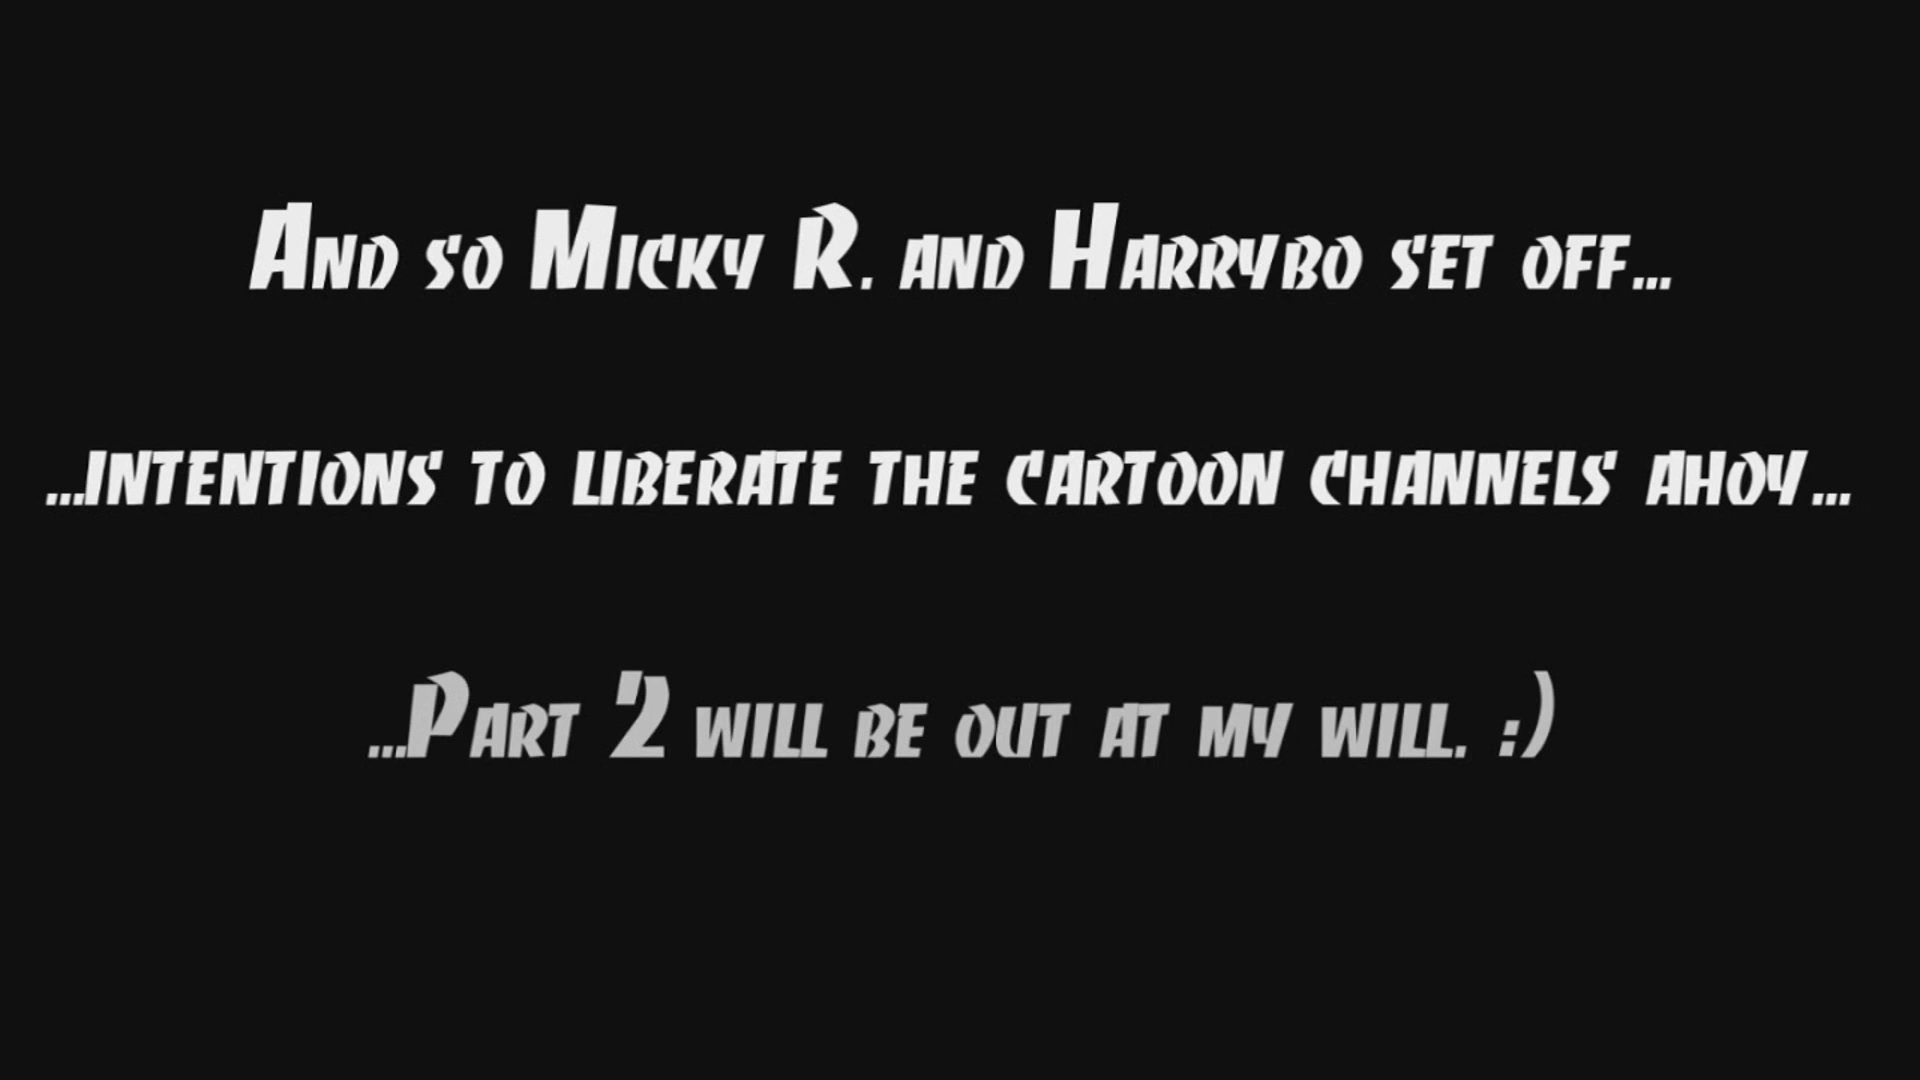 And so Micky R. and Harrybo set off...
...intentions to liberate the cartoon channels ahoy...
...Part 2 will be out at my will. :)